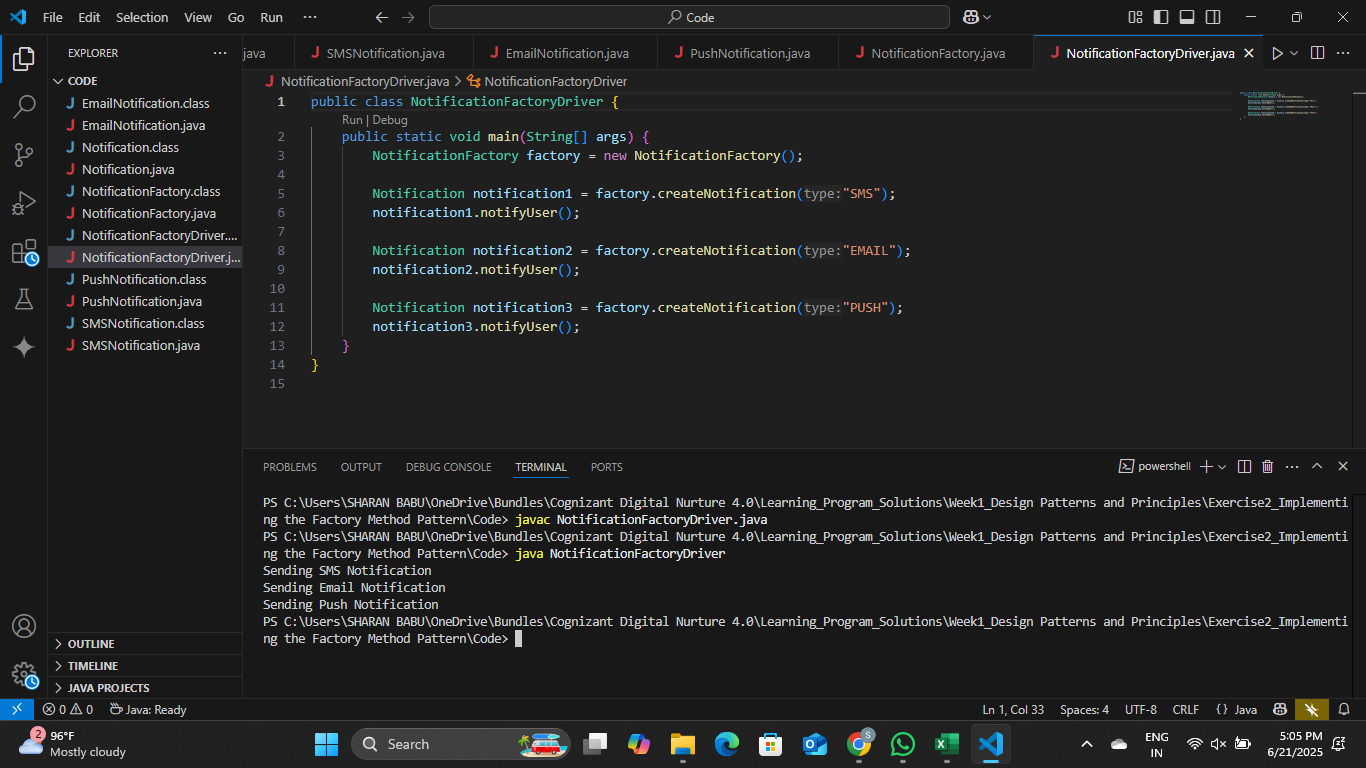 File Edit Selection View Go Run ··· Code
EXPLORER ···
java SMSNotification.java EmailNotification.java PushNotification.java NotificationFactory.java NotificationFactoryDriver.java
CODE
EmailNotification.class
EmailNotification.java
Notification.class
Notification.java
NotificationFactory.class
NotificationFactory.java
NotificationFactoryDriver....
NotificationFactoryDriver.j...
PushNotification.class
PushNotification.java
SMSNotification.class
SMSNotification.java
OUTLINE
TIMELINE
JAVA PROJECTS
NotificationFactoryDriver.java > NotificationFactoryDriver
1 public class NotificationFactoryDriver {
Run | Debug
2 public static void main(String[] args) {
3 NotificationFactory factory = new NotificationFactory();
4
5 Notification notification1 = factory.createNotification(type:"SMS");
6 notification1.notifyUser();
7
8 Notification notification2 = factory.createNotification(type:"EMAIL");
9 notification2.notifyUser();
10
11 Notification notification3 = factory.createNotification(type:"PUSH");
12 notification3.notifyUser();
13 }
14 }
15
PROBLEMS OUTPUT DEBUG CONSOLE TERMINAL PORTS powershell
PS C:\Users\SHARAN BABU\OneDrive\Bundles\Cognizant Digital Nurture 4.0\Learning_Program_Solutions\Week1_Design Patterns and Principles\Exercise2_Implementi
ng the Factory Method Pattern\Code> javac NotificationFactoryDriver.java
PS C:\Users\SHARAN BABU\OneDrive\Bundles\Cognizant Digital Nurture 4.0\Learning_Program_Solutions\Week1_Design Patterns and Principles\Exercise2_Implementi
ng the Factory Method Pattern\Code> java NotificationFactoryDriver
Sending SMS Notification
Sending Email Notification
Sending Push Notification
PS C:\Users\SHARAN BABU\OneDrive\Bundles\Cognizant Digital Nurture 4.0\Learning_Program_Solutions\Week1_Design Patterns and Principles\Exercise2_Implementi
ng the Factory Method Pattern\Code>
0 0 Java: Ready Ln 1, Col 33 Spaces: 4 UTF-8 CRLF {} Java
2 96°F
Mostly cloudy
Search
S
ENG
IN
5:05 PM
6/21/2025